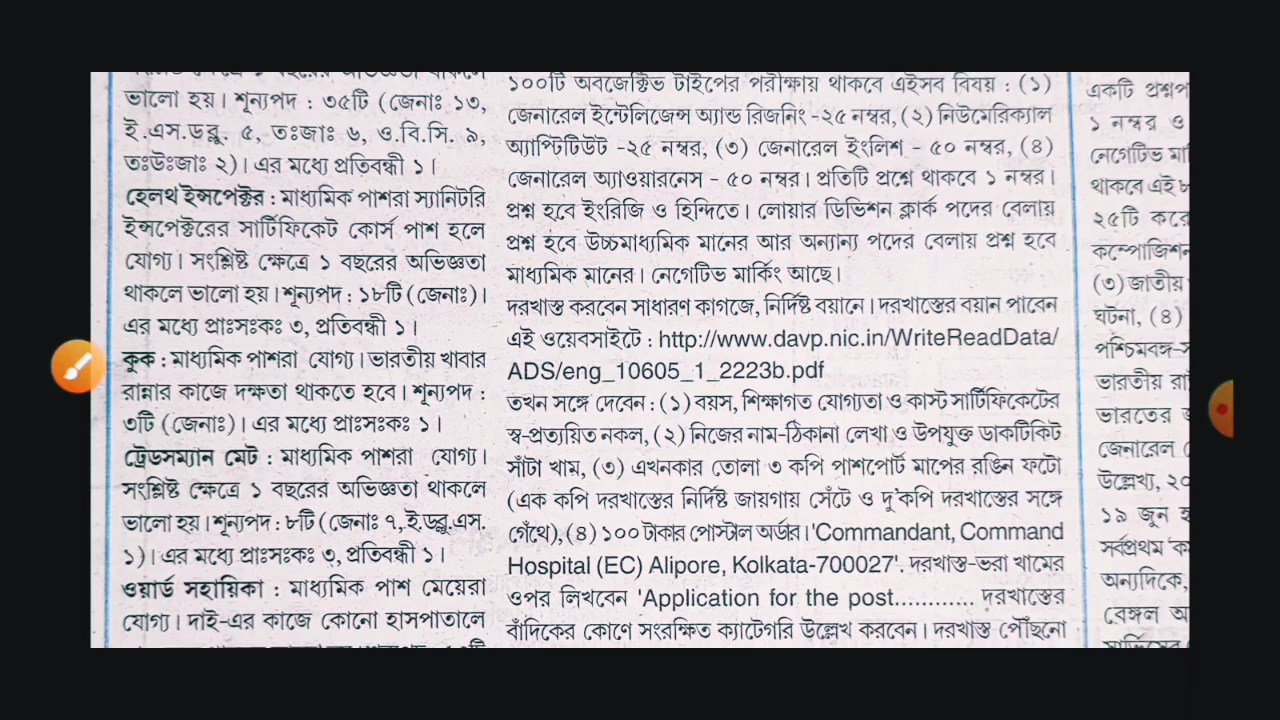 ভালো হয়। শূন্যপদ : ৩৫টি (জেনাঃ ১৩,
ই.এস.ডব্লু ৫, তঃজাঃ ৬, ও.বি.সি. ৯,
তঃউঃজাঃ ২)। এর মধ্যে প্রতিবন্ধী ১।
হেলথ ইন্সপেক্টর : মাধ্যমিক পাশরা স্যানিটরি
ইন্সপেক্টরের সার্টিফিকেট কোর্স পাশ হলে
যোগ্য। সংশ্লিষ্ট ক্ষেত্রে ১ বছরের অভিজ্ঞতা
থাকলে ভালো হয়। শূন্যপদ : ১৮টি (জেনাঃ)।
এর মধ্যে প্রাঃসঃকঃ ৩, প্রতিবন্ধী ১।
কুক : মাধ্যমিক পাশরা যোগ্য। ভারতীয় খাবার
রান্নার কাজে দক্ষতা থাকতে হবে। শূন্যপদ :
৩টি (জেনাঃ)। এর মধ্যে প্রাঃসঃকঃ ১।
ট্রেডসম্যান মেট : মাধ্যমিক পাশরা যোগ্য।
সংশ্লিষ্ট ক্ষেত্রে ১ বছরের অভিজ্ঞতা থাকলে
ভালো হয়। শূন্যপদ : ৮টি (জেনাঃ ৭, ই.ডব্লু.এস.
১)। এর মধ্যে প্রাঃসঃকঃ ৩, প্রতিবন্ধী ১।
ওয়ার্ড সহায়িকা : মাধ্যমিক পাশ মেয়েরা
যোগ্য। দাই-এর কাজে কোনো হাসপাতালে
১০০টি অবজেক্টিভ টাইপের পরীক্ষায় থাকবে এইসব বিষয় : (১)
জেনারেল ইন্টেলিজেন্স অ্যান্ড রিজনিং -২৫ নম্বর, (২) নিউমেরিক্যাল
অ্যাপ্টিটিউট -২৫ নম্বর, (৩) জেনারেল ইংলিশ - ৫০ নম্বর, (৪)
জেনারেল অ্যাওয়ারনেস - ৫০ নম্বর। প্রতিটি প্রশ্নে থাকবে ১ নম্বর।
প্রশ্ন হবে ইংরিজি ও হিন্দিতে। লোয়ার ডিভিশন ক্লার্ক পদের বেলায়
প্রশ্ন হবে উচ্চমাধ্যমিক মানের আর অন্যান্য পদের বেলায় প্রশ্ন হবে
মাধ্যমিক মানের। নেগেটিভ মার্কিং আছে।
দরখাস্ত করবেন সাধারণ কাগজে, নির্দিষ্ট বয়ানে। দরখাস্তের বয়ান পাবেন
এই ওয়েবসাইটে : http://www.davp.nic.in/WriteReadData/
ADS/eng_10605_1_2223b.pdf
তখন সঙ্গে দেবেন : (১) বয়স, শিক্ষাগত যোগ্যতা ও কাস্ট সার্টিফিকেটের
স্ব-প্রত্যয়িত নকল, (২) নিজের নাম-ঠিকানা লেখা ও উপযুক্ত ডাকটিকিট
সাঁটা খাম, (৩) এখনকার তোলা ৩ কপি পাশপোর্ট মাপের রঙিন ফটো
(এক কপি দরখাস্তের নির্দিষ্ট জায়গায় সেঁটে ও দু'কপি দরখাস্তের সঙ্গে
গেঁথে), (৪) ১০০ টাকার পোস্টাল অর্ডার। 'Commandant, Command
Hospital (EC) Alipore, Kolkata-700027'. দরখাস্ত-ভরা খামের
ওপর লিখবেন 'Application for the post............ দরখাস্তের
বাঁদিকের কোণে সংরক্ষিত ক্যাটেগরি উল্লেখ করবেন। দরখাস্ত পৌঁছনো
একটি
১ নম্বর ও
নেগেটিভ
থাকবে এই
২৫টি করে
কম্পোজিশন
(৩) জাতীয়
ঘটনা, (৪)
পশ্চিমবঙ্গ
ভারতীয়
ভারতের
জেনারেল
উল্লেখ্য,
১৯ জুন
সর্বপ্রথম
অন্যদিকে,
বেঙ্গল